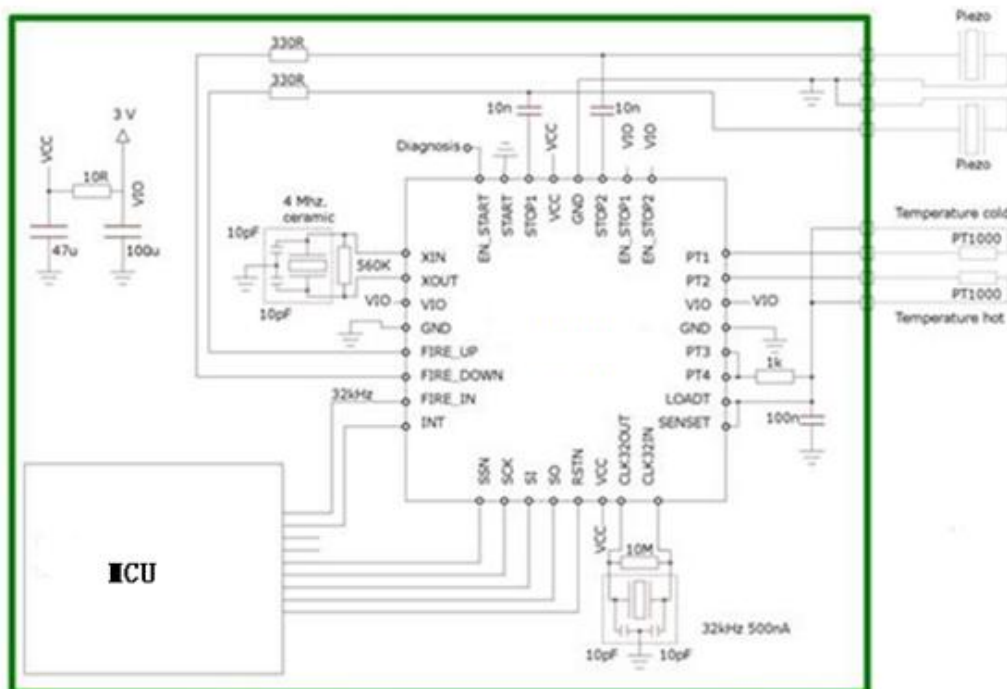 Piezo
330R
330R
10n
10n
3 V
VCC
VCC
VIO
VIO
Diagnosis
10R
VIO
Piezo
4 Mhz,
ceramic
EN_START
START
STOP1
VCC
GND
STOP2
EN_STOP1
EN_STOP2
Temperature cold
10pF
47u
100u
560K
XIN
PT1
PT1000
XOUT
PT2
10pF
VIO
VIO
VIO
VIO
PT1000
GND
GND
Temperature hot
FIRE_UP
PT3
1k
FIRE_DOWN
PT4
32kHz
FIRE_IN
LOADT
100n
INT
SENSET
SSN
SCK
SI
SO
RSTN
VCC
CLK32OUT
CLK32IN
VCC
10M
MCU
32kHz 500nA
10pF
10pF